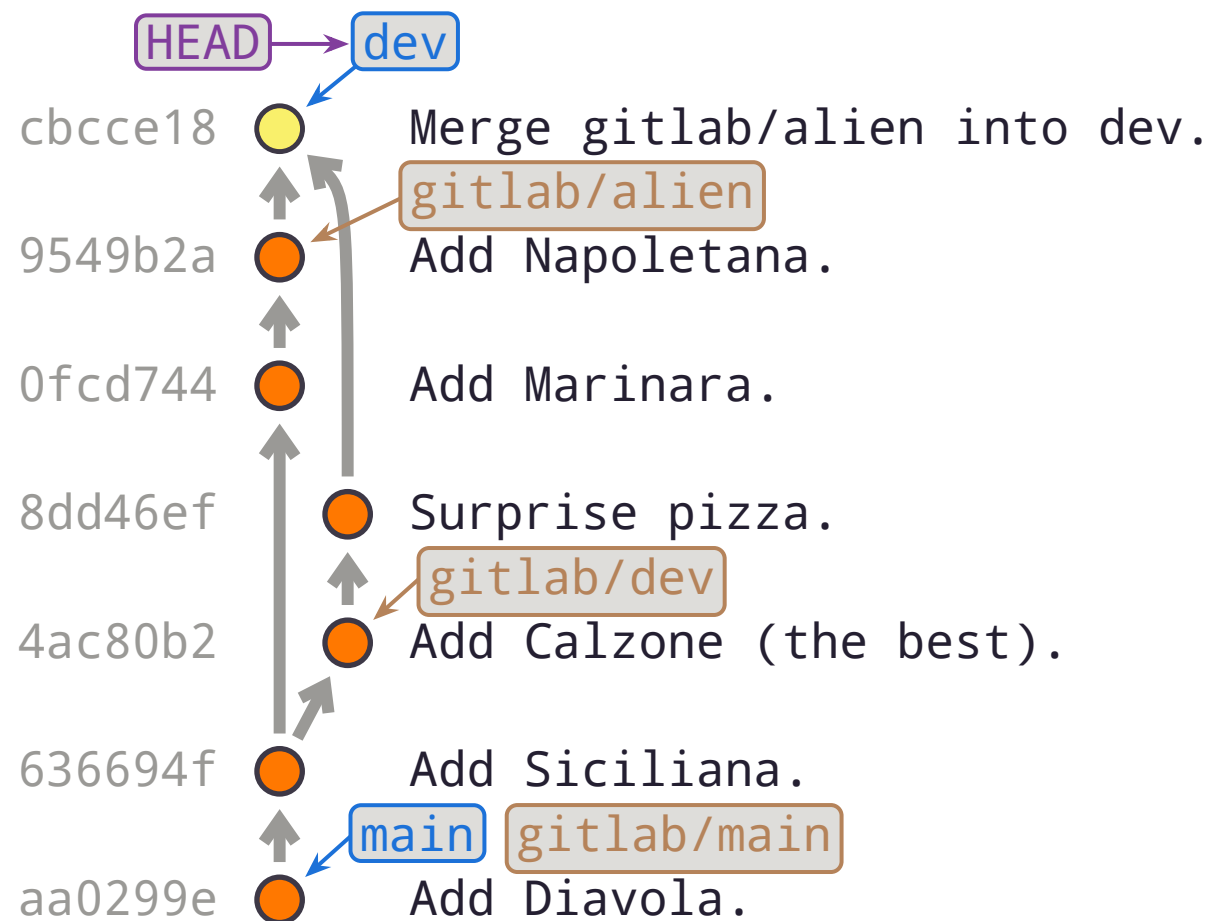 HEAD dev
cbcce18 Merge gitlab/alien into dev.
gitlab/alien
9549b2a Add Napoletana.
0fcd744 Add Marinara.
8dd46ef Surprise pizza.
gitlab/dev
4ac80b2 Add Calzone (the best).
636694f Add Siciliana.
main gitlab/main
aa0299e Add Diavola.